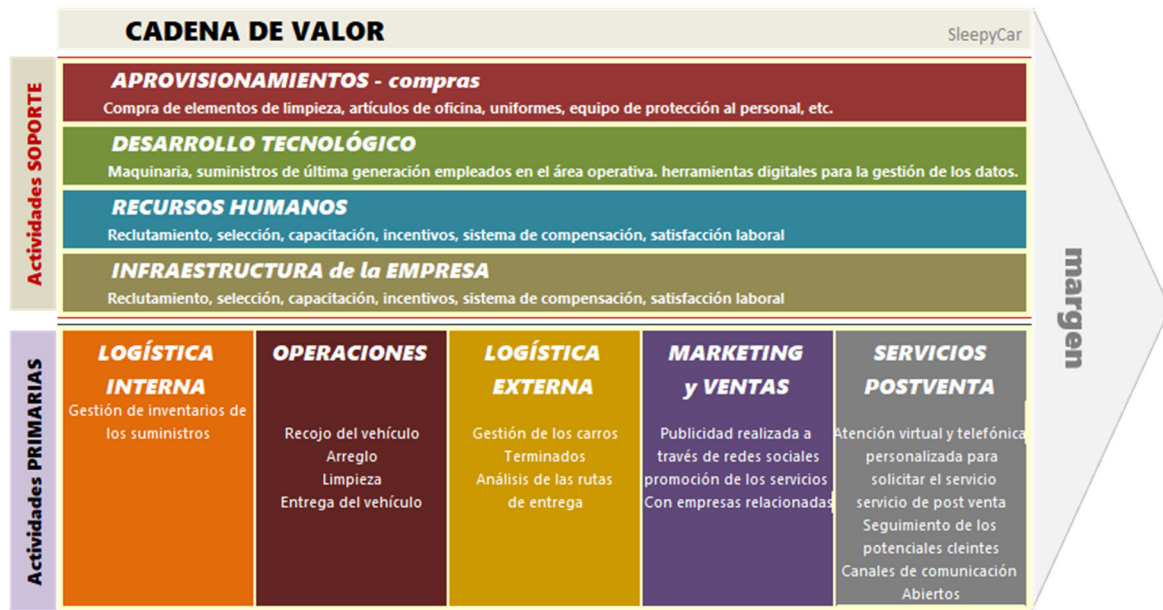 CADENA DE VALOR
SleepyCar
Actividades SOPORTE
APROVISIONAMIENTOS - compras
Compra de elementos de limpieza, artículos de oficina, uniformes, equipo de protección al personal, etc.
DESARROLLO TECNOLÓGICO
Maquinaria, suministros de última generación empleados en el área operativa. herramientas digitales para la gestión de los datos.
RECURSOS HUMANOS
Reclutamiento, selección, capacitación, incentivos, sistema de compensación, satisfacción laboral
INFRAESTRUCTURA de la EMPRESA
Reclutamiento, selección, capacitación, incentivos, sistema de compensación, satisfacción laboral
Actividades PRIMARIAS
LOGÍSTICA
INTERNA
Gestión de inventarios de
los suministros
OPERACIONES
Recojo del vehículo
Arreglo
Limpieza
Entrega del vehículo
LOGÍSTICA
EXTERNA
Gestión de los carros
Terminados
Análisis de las rutas
de entrega
MARKETING
y VENTAS
Publicidad realizada a
través de redes sociales
promoción de los servicios
Con empresas relacionadas
SERVICIOS
POSTVENTA
Atención virtual y telefónica
personalizada para
solicitar el servicio
servicio de post venta
Seguimiento de los
potenciales cleintes
Canales de comunicación
Abiertos
margen